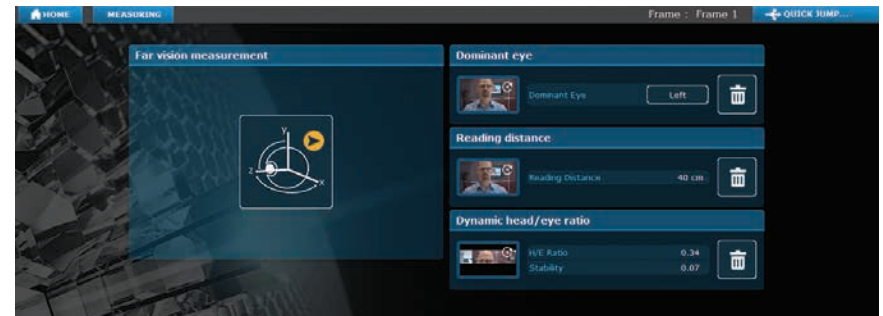 HOME
MEASURING
Frame : Frame 1
QUICK JUMP...
Far vision measurement
Y
Z
X
Dominant eye
Dominant Eye
Left
Reading distance
Reading Distance
40 cm
Dynamic head/eye ratio
H/E Ratio
0.34
Stability
0.07